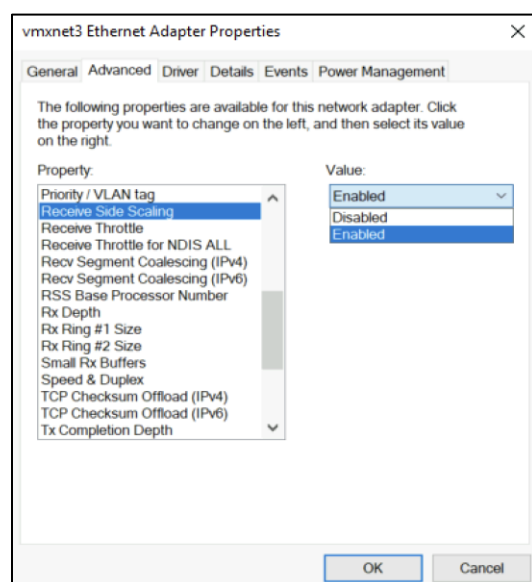 vmxnet3 Ethernet Adapter Properties
General Advanced Driver Details Events Power Management
The following properties are available for this network adapter. Click
the property you want to change on the left, and then select its value
on the right.
Property:
Priority / VLAN tag
Receive Side Scaling
Receive Throttle
Receive Throttle for NDIS ALL
Recv Segment Coalescing (IPv4)
Recv Segment Coalescing (IPv6)
RSS Base Processor Number
Rx Depth
Rx Ring #1 Size
Rx Ring #2 Size
Small Rx Buffers
Speed & Duplex
TCP Checksum Offload (IPv4)
TCP Checksum Offload (IPv6)
Tx Completion Depth
Value:
Enabled
Disabled
Enabled
OK Cancel